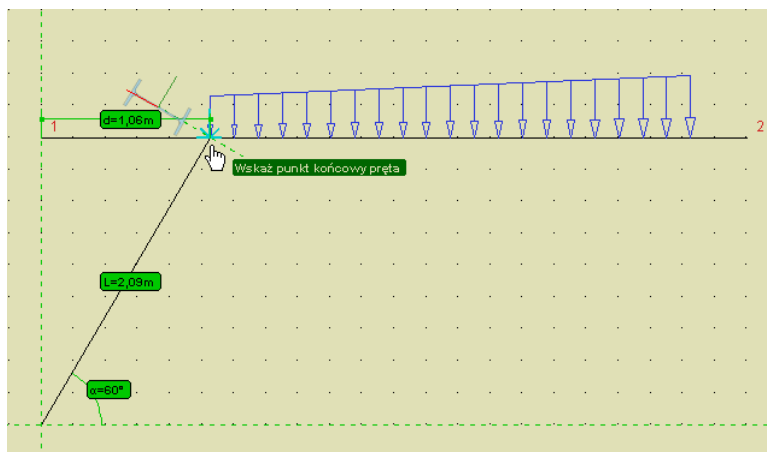 d=1,06m
1
2
Wskaż punkt końcowy pręta
L=2,09m
α=60°